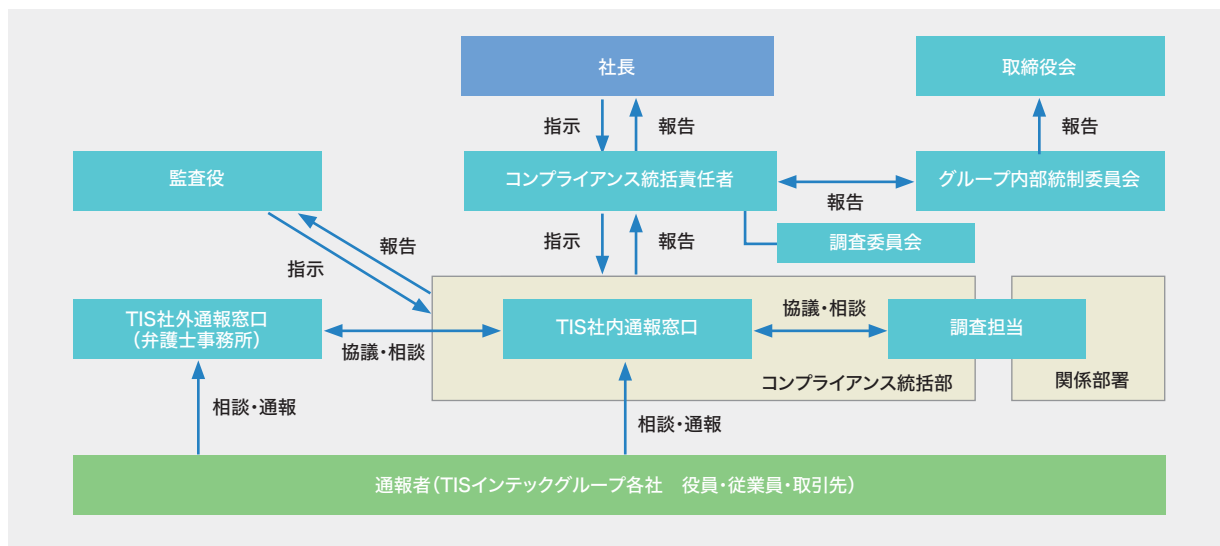 社長
取締役会
指示
報告
報告
監査役
コンプライアンス統括責任者
グループ内部統制委員会
報告
報告
指示
指示
報告
調査委員会
TIS社外通報窓口
（弁護士事務所）
協議・相談
TIS社内通報窓口
協議・相談
調査担当
コンプライアンス統括部
関係部署
相談・通報
相談・通報
通報者（TISインテックグループ各社　役員・従業員・取引先）